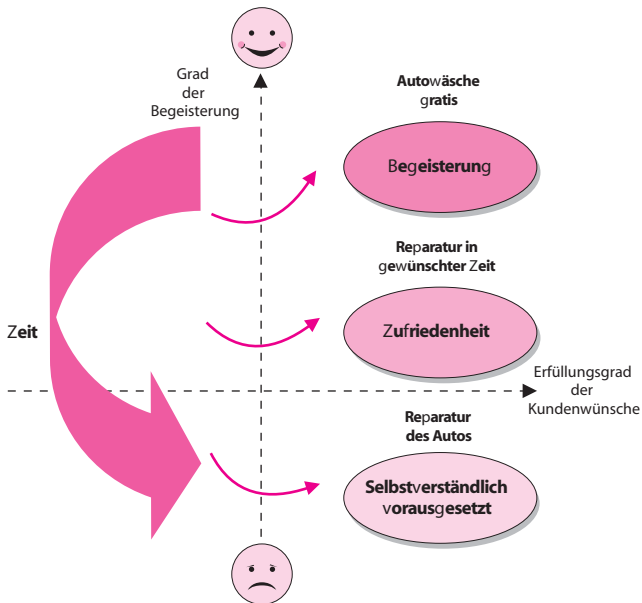 Grad
der
Begeisterung
Autowäsche
gratis
Begeisterung
Reparatur in
gewünschter Zeit
Zeit
Zufriedenheit
Erfüllungsgrad
der
Kundenwünsche
Reparatur
des Autos
Selbstverständlich
vorausgesetzt